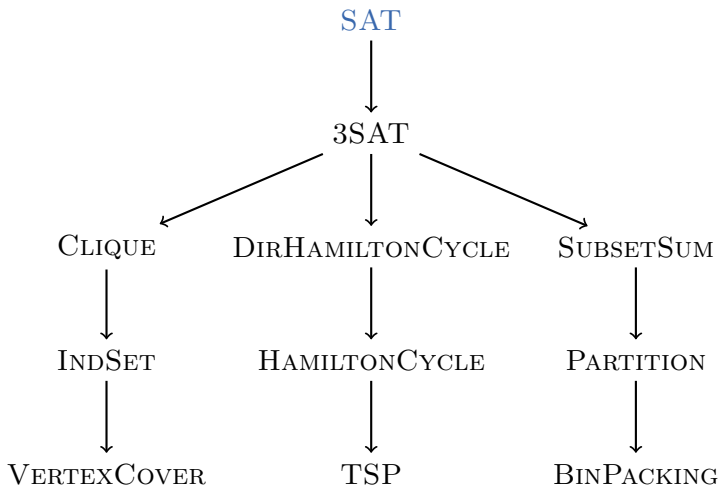 SAT
3SAT
CLIQUE DIRHAMILTONCYCLE SUBSETSUM
INDSET HAMILTONCYCLE PARTITION
VERTEXCOVER TSP BINPACKING